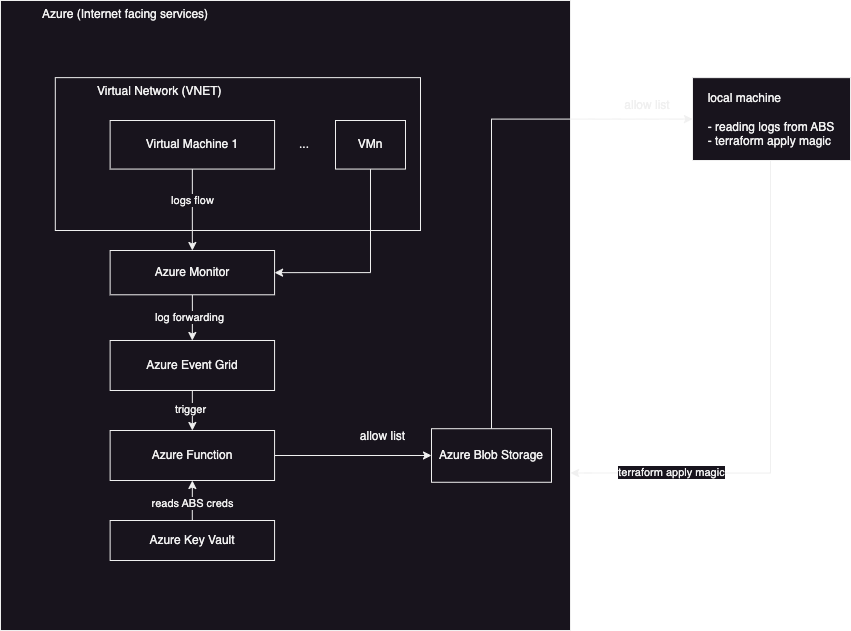 Azure (Internet facing services)
Virtual Network (VNET)
Virtual Machine 1
...
VMn
logs flow
Azure Monitor
log forwarding
Azure Event Grid
trigger
Azure Function
allow list
Azure Blob Storage
reads ABS creds
Azure Key Vault
allow list
local machine
- reading logs from ABS
- terraform apply magic
terraform apply magic